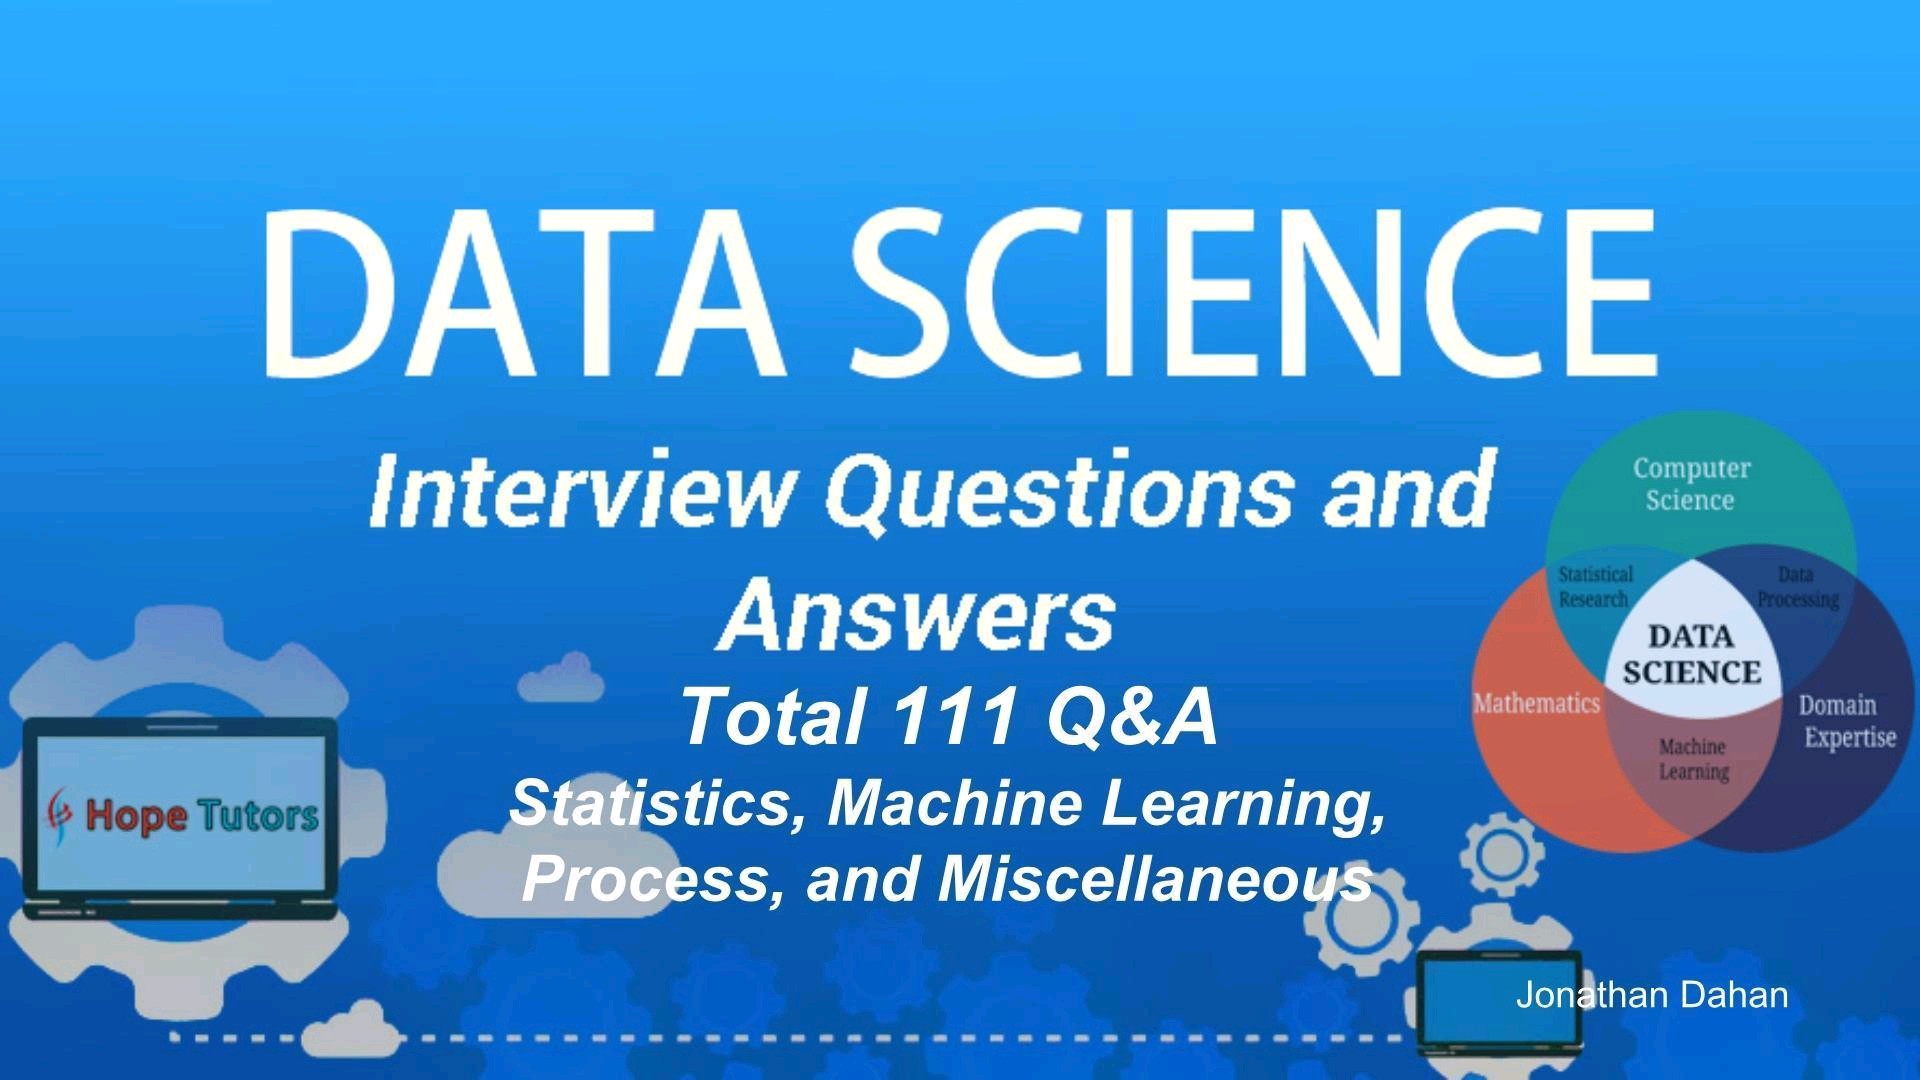 DATA SCIENCE
Interview Questions and
Answers
Total 111 Q&A
Statistics, Machine Learning,
Process, and Miscellaneous
Computer
Science
Statistical
Research
Data
Processing
DATA
SCIENCE
Mathematics
Domain
Expertise
Machine
Learning
Hope Tutors
Jonathan Dahan